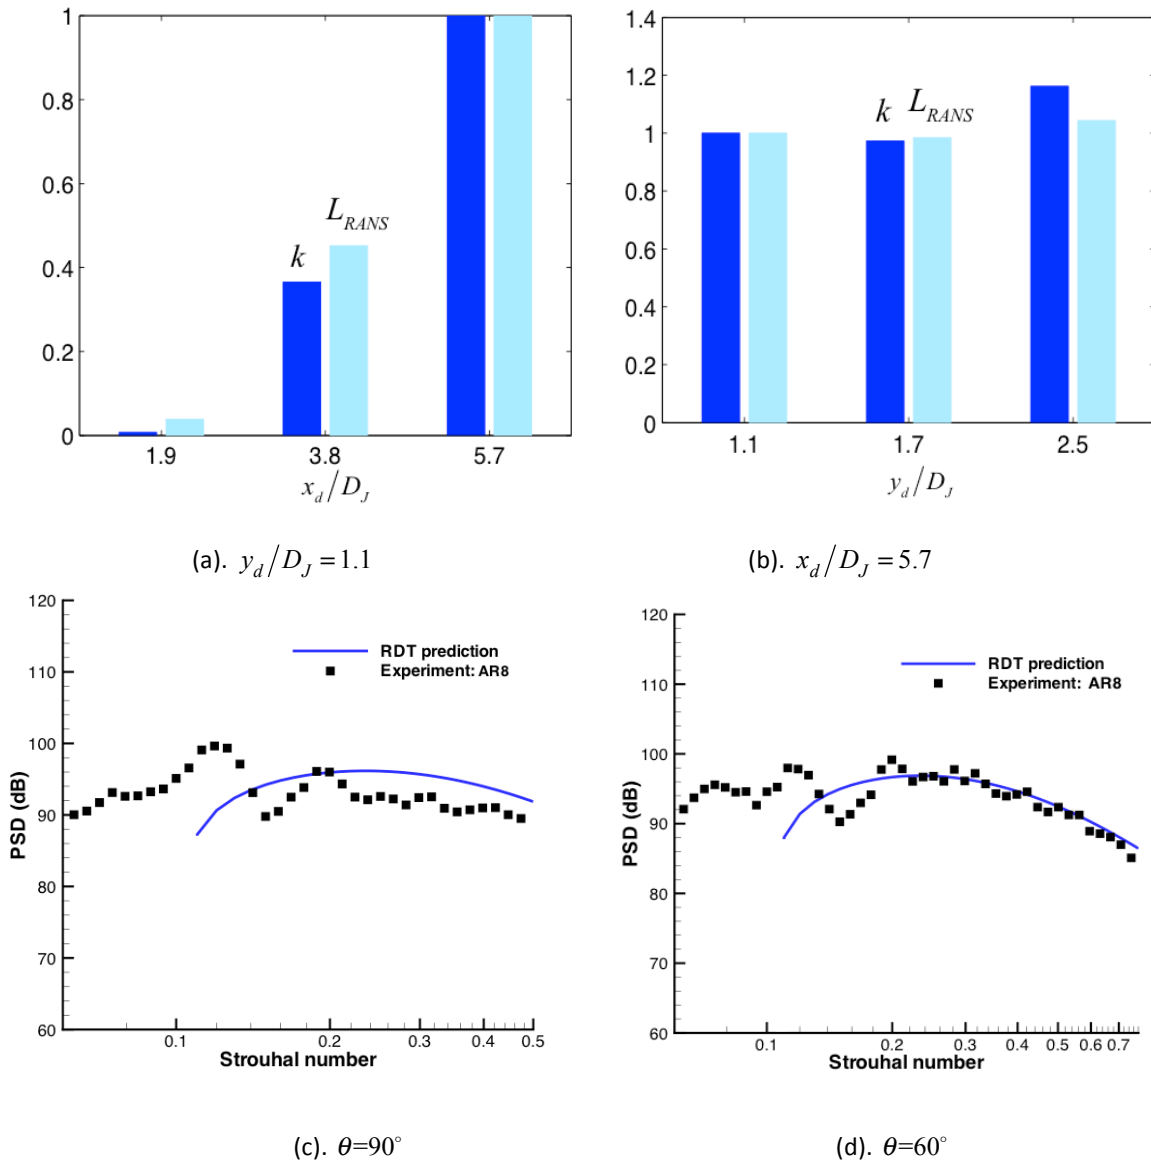 1
0.8
0.6
0.4
0.2
0
k
L_RANS
1.9 3.8 5.7
x_d/D_J
(a). y_d/D_J = 1.1
1.4
1.2
1
0.8
0.6
0.4
0.2
0
k L_RANS
1.1 1.7 2.5
y_d/D_J
(b). x_d/D_J = 5.7
120
110
100
90
80
70
60
PSD (dB)
RDT prediction
Experiment: AR8
0.1 0.2 0.3 0.4 0.5
Strouhal number
(c). θ=90°
120
110
100
90
80
70
60
PSD (dB)
RDT prediction
Experiment: AR8
0.1 0.2 0.3 0.4 0.5 0.6 0.7
Strouhal number
(d). θ=60°